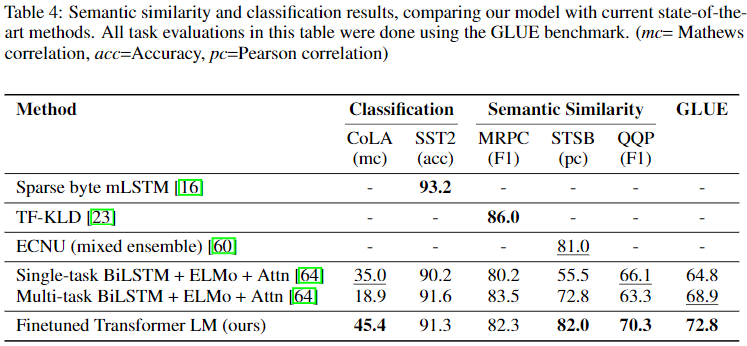 Table 4: Semantic similarity and classification results, comparing our model with current state-of-the-
art methods. All task evaluations in this table were done using the GLUE benchmark. (mc= Mathews
correlation, acc=Accuracy, pc=Pearson correlation)
Method Classification Semantic Similarity GLUE
CoLA SST2 MRPC STSB QQP
(mc) (acc) (F1) (pc) (F1)
Sparse byte mLSTM [16] - 93.2 - - - -
TF-KLD [23] - - 86.0 - - -
ECNU (mixed ensemble) [60] - - - 81.0 - -
Single-task BiLSTM + ELMo + Attn [64] 35.0 90.2 80.2 55.5 66.1 64.8
Multi-task BiLSTM + ELMo + Attn [64] 18.9 91.6 83.5 72.8 63.3 68.9
Finetuned Transformer LM (ours) 45.4 91.3 82.3 82.0 70.3 72.8